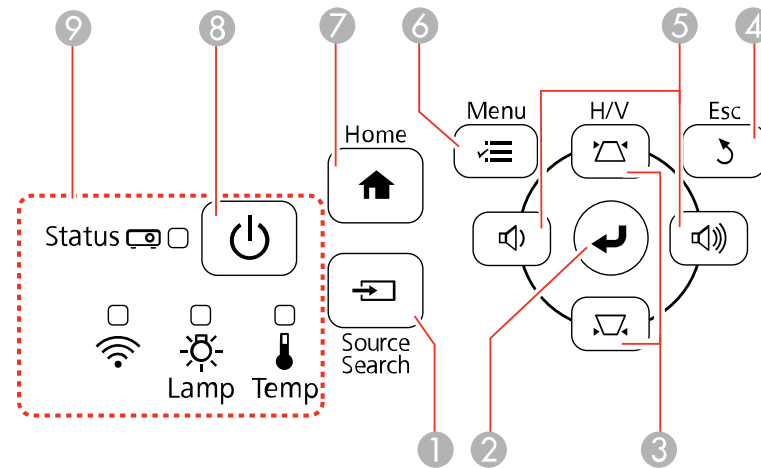 9
8
7
6
5
4
Menu
H/V
Esc
Home
Status
Source
Search
Lamp
Temp
1
2
3